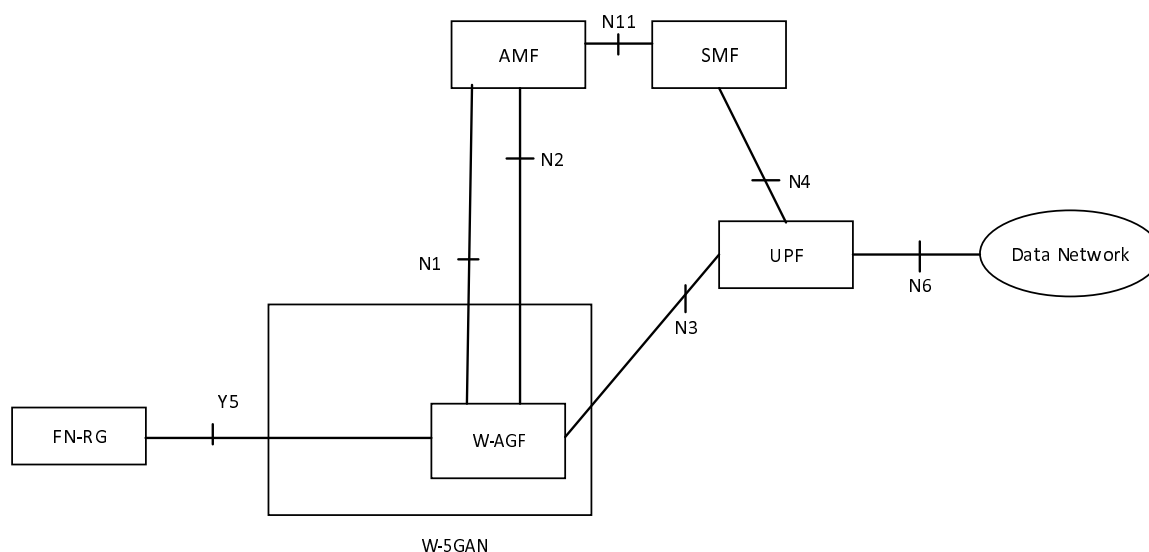 N11
AMF
SMF
N2
N4
N1
UPF
Data Network
N6
N3
Y5
FN-RG
W-AGF
W-5GAN